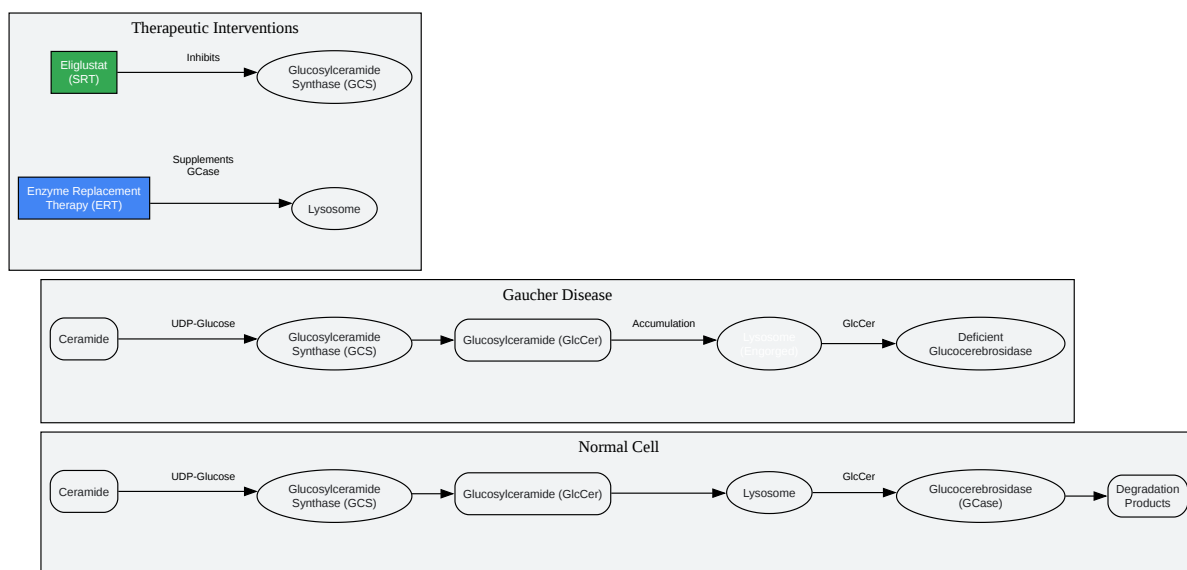 Therapeutic Interventions
Eliglustat
(SRT)
Inhibits
Glucosylceramide
Synthase (GCS)
Enzyme Replacement
Therapy (ERT)
Supplements
GCase
Lysosome
Gaucher Disease
Ceramide
UDP-Glucose
Glucosylceramide
Synthase (GCS)
Glucosylceramide (GlcCer)
Accumulation
Lysosome
(Engorged)
GlcCer
Deficient
Glucocerebrosidase
Normal Cell
Ceramide
UDP-Glucose
Glucosylceramide
Synthase (GCS)
Glucosylceramide (GlcCer)
Lysosome
GlcCer
Glucocerebrosidase
(GCase)
Degradation
Products